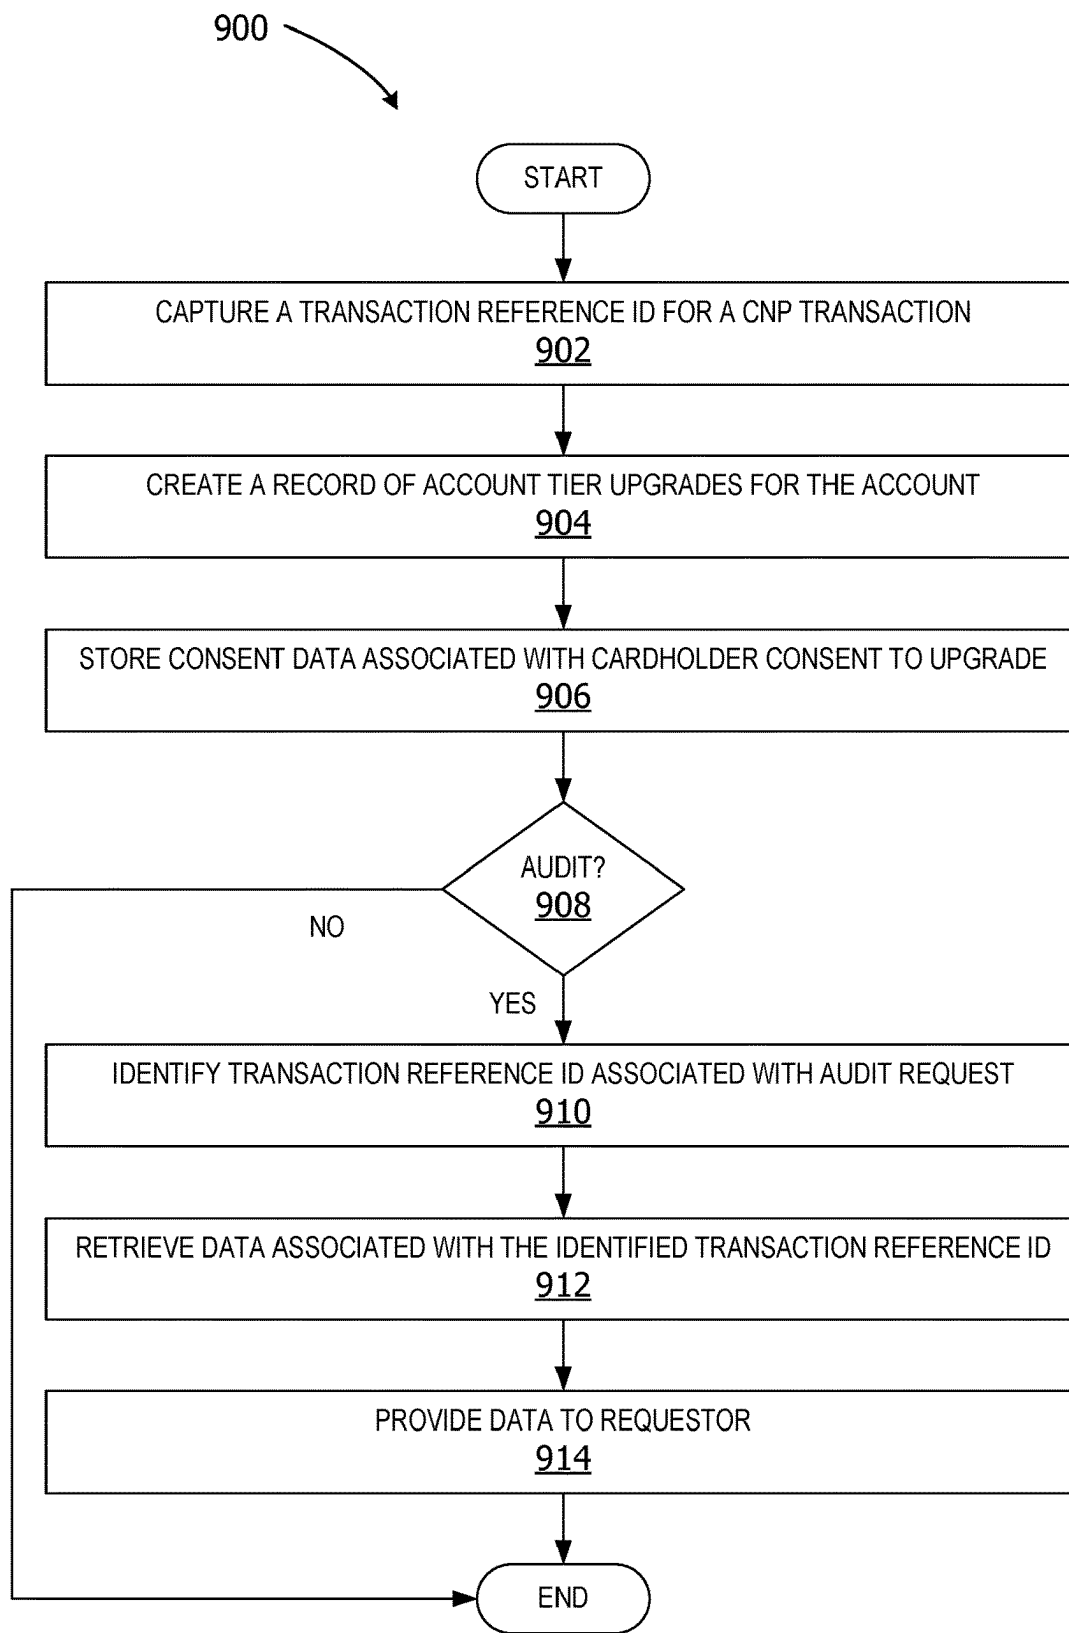 900
START
CAPTURE A TRANSACTION REFERENCE ID FOR A CNP TRANSACTION
902
CREATE A RECORD OF ACCOUNT TIER UPGRADES FOR THE ACCOUNT
904
STORE CONSENT DATA ASSOCIATED WITH CARDHOLDER CONSENT TO UPGRADE
906
AUDIT?
908
NO
YES
IDENTIFY TRANSACTION REFERENCE ID ASSOCIATED WITH AUDIT REQUEST
910
RETRIEVE DATA ASSOCIATED WITH THE IDENTIFIED TRANSACTION REFERENCE ID
912
PROVIDE DATA TO REQUESTOR
914
END